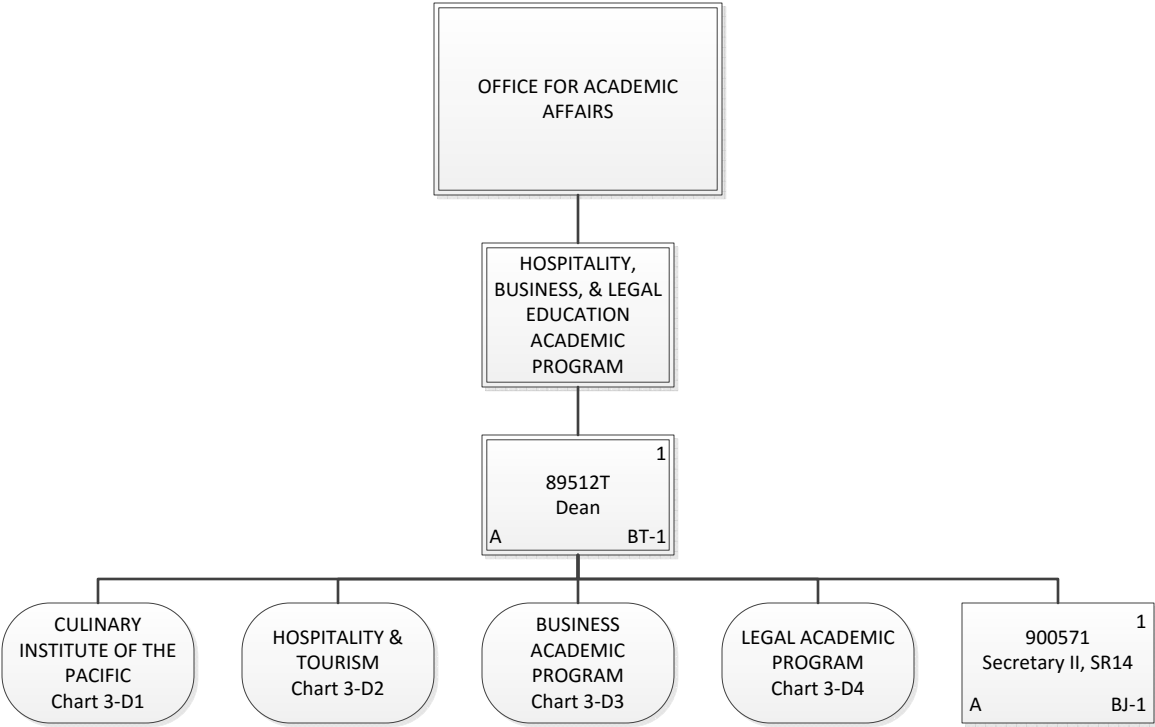 OFFICE FOR ACADEMIC
AFFAIRS
HOSPITALITY,
BUSINESS, & LEGAL
EDUCATION
ACADEMIC
PROGRAM
1
89512T
Dean
A BT-1
CULINARY
INSTITUTE OF THE
PACIFIC
Chart 3-D1
HOSPITALITY &
TOURISM
Chart 3-D2
BUSINESS
ACADEMIC
PROGRAM
Chart 3-D3
LEGAL ACADEMIC
PROGRAM
Chart 3-D4
1
900571
Secretary II, SR14
A BJ-1